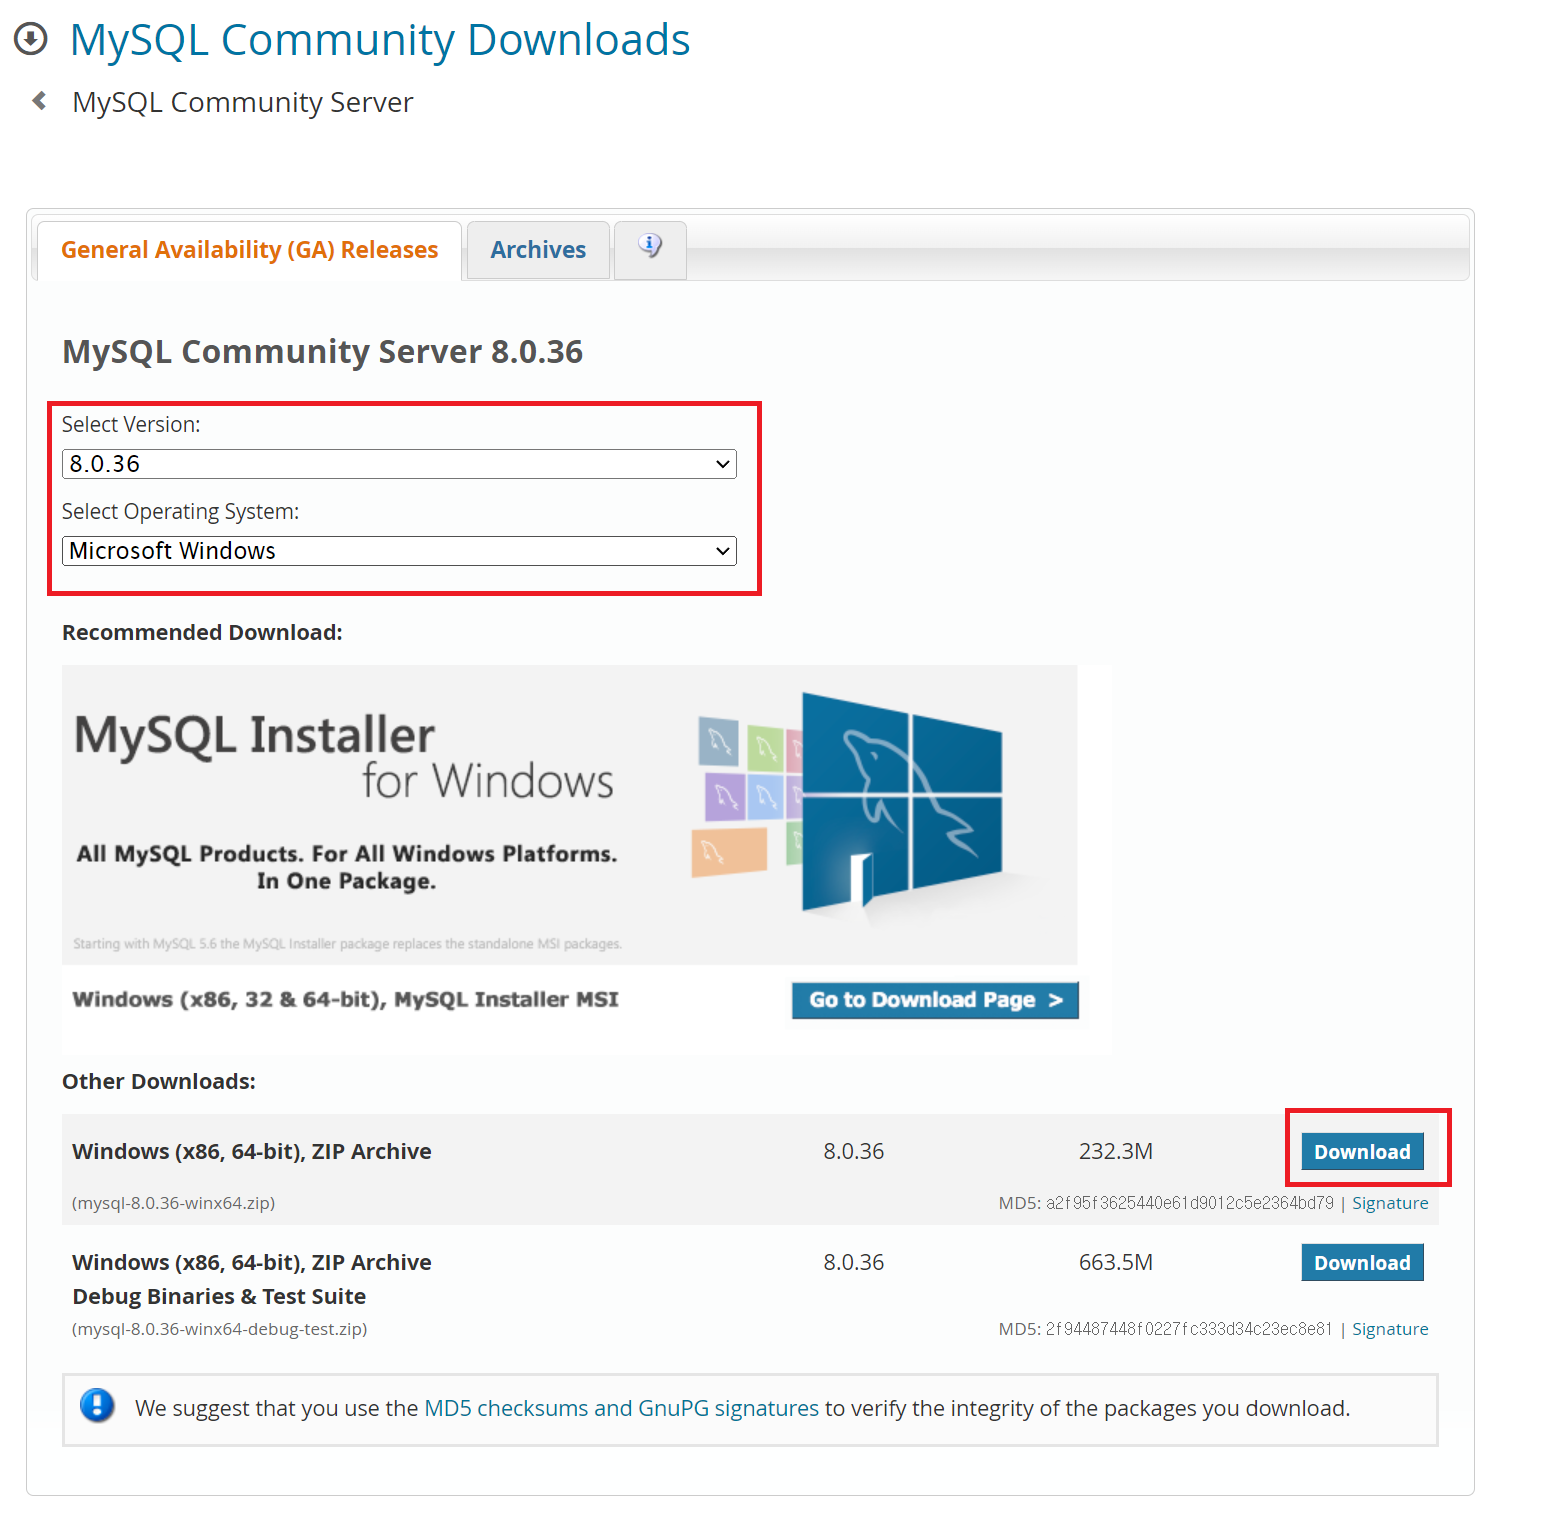 MySQL Community Downloads
MySQL Community Server
General Availability (GA) Releases
Archives
MySQL Community Server 8.0.36
Select Version:
8.0.36
Select Operating System:
Microsoft Windows
Recommended Download:
MySQL Installer
for Windows
All MySQL Products. For All Windows Platforms.
In One Package.
Starting with MySQL 5.6 the MySQL Installer package replaces the standalone MSI packages.
Windows (x86, 32 & 64-bit), MySQL Installer MSI
Go to Download Page >
Other Downloads:
Windows (x86, 64-bit), ZIP Archive 8.0.36 232.3M Download
(mysql-8.0.36-winx64.zip) MD5: a2f95f3625440e61d9012c5e2364bd79 | Signature
Windows (x86, 64-bit), ZIP Archive 8.0.36 663.5M Download
Debug Binaries & Test Suite
(mysql-8.0.36-winx64-debug-test.zip) MD5: 2f94487448f0227fc333d34c23ec8e81 | Signature
We suggest that you use the MD5 checksums and GnuPG signatures to verify the integrity of the packages you download.